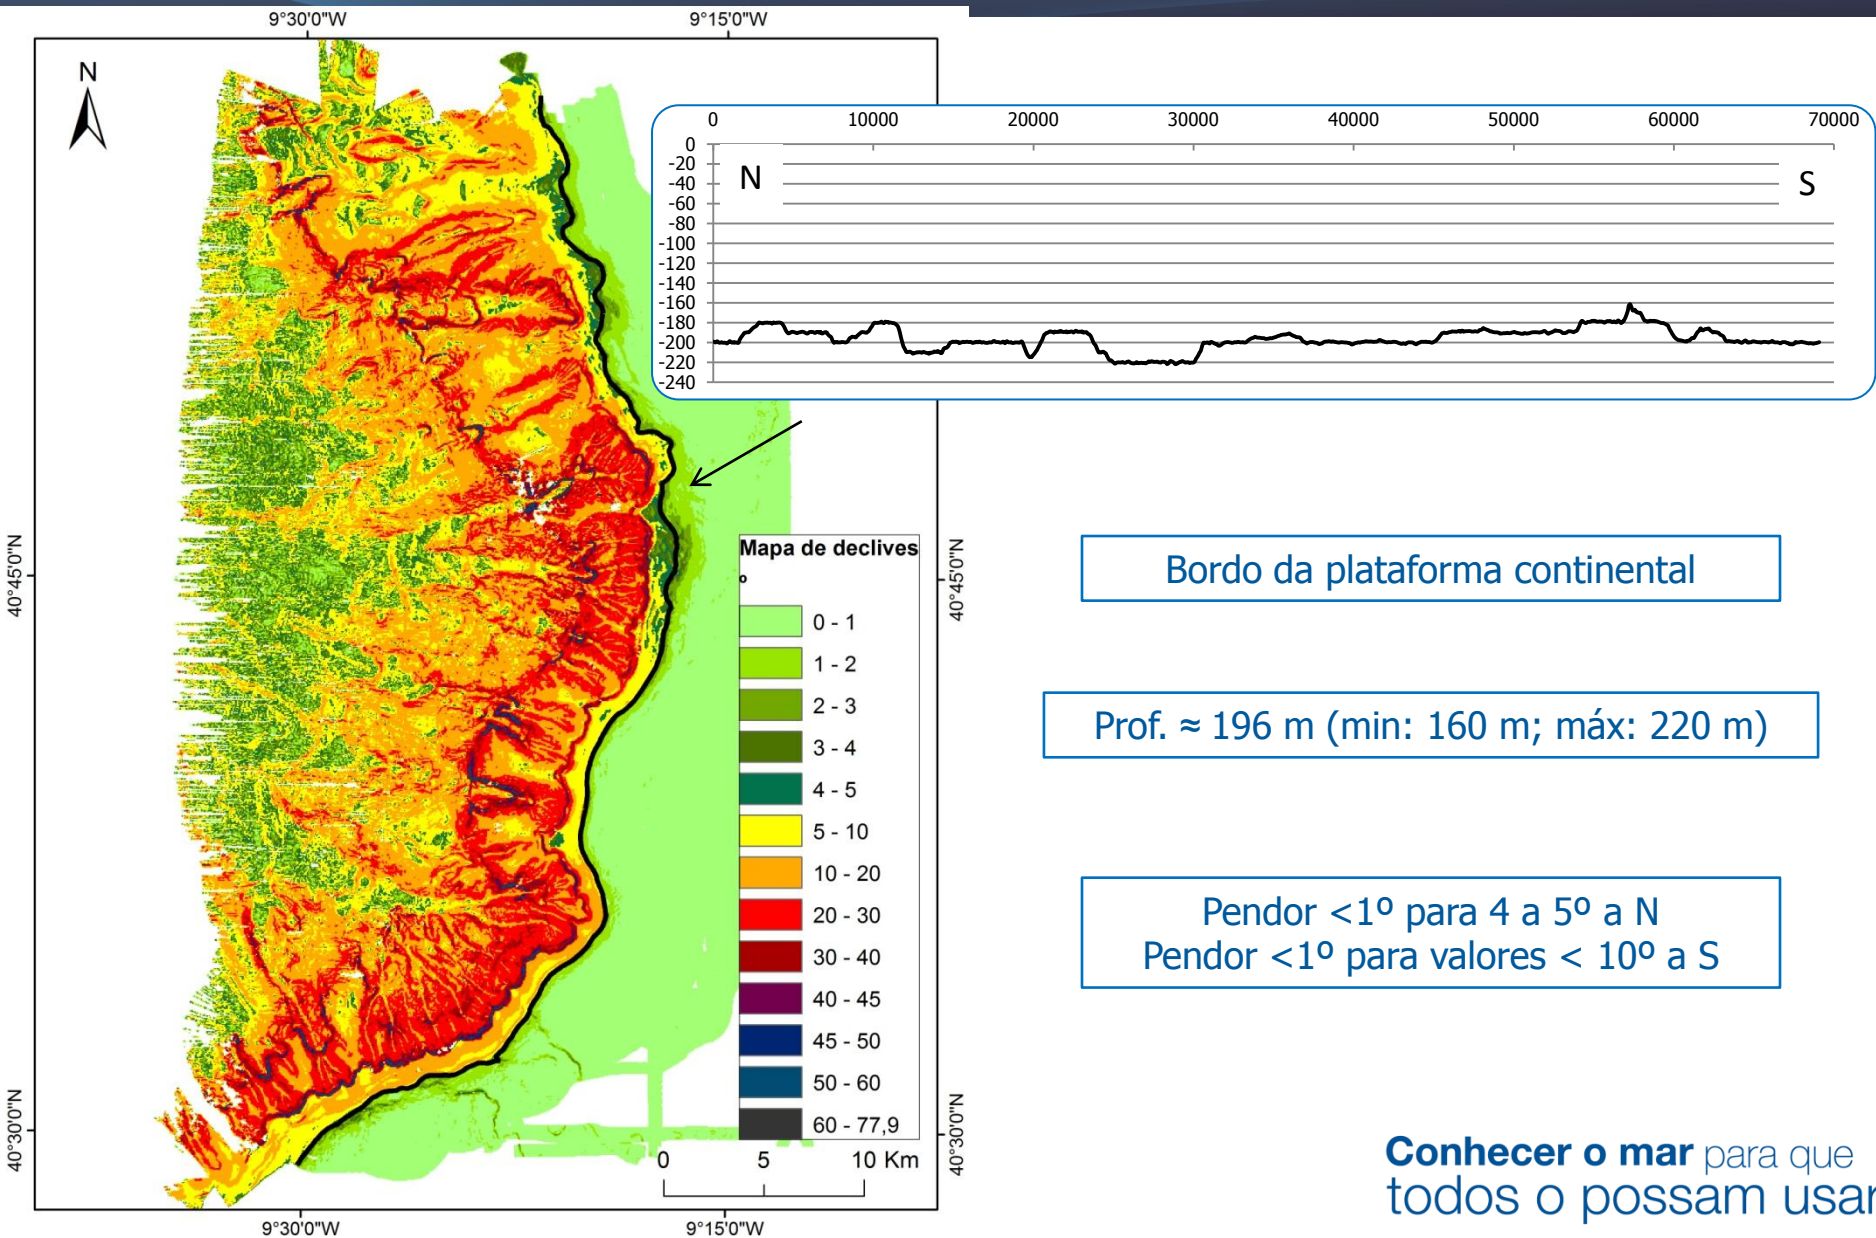 9°30'0"W
9°15'0"W
N
0
10000
20000
30000
40000
50000
60000
70000
0
-20
-40
-60
-80
-100
-120
-140
-160
-180
-200
-220
-240
N
S
40°45'0"N
40°45'0"N
Mapa de declives
º
0 - 1
1 - 2
2 - 3
3 - 4
4 - 5
5 - 10
10 - 20
20 - 30
30 - 40
40 - 45
45 - 50
50 - 60
60 - 77,9
0
5
10 Km
40°30'0"N
40°30'0"N
9°30'0"W
9°15'0"W
Bordo da plataforma continental
Prof. ≈ 196 m (min: 160 m; máx: 220 m)
Pendor <1º para 4 a 5º a N
Pendor <1º para valores < 10º a S
Conhecer o mar para que
todos o possam usar